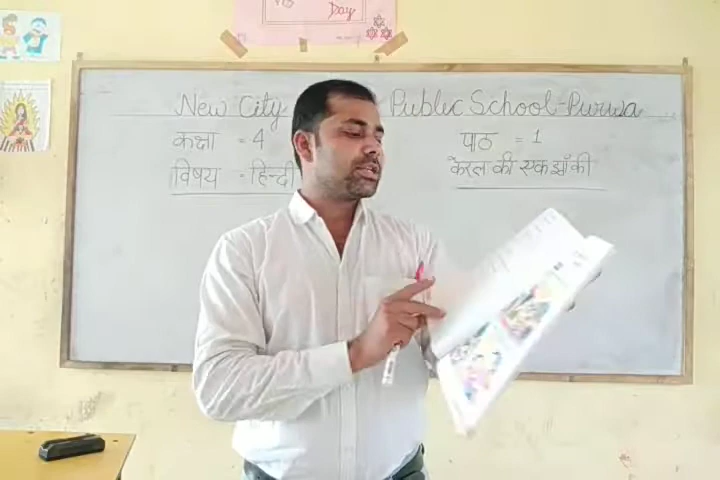 Day
New City Public School-Purwa
कक्षा = 4
पाठ = 1
विषय = हिन्दी
केरल की एक झाँकी